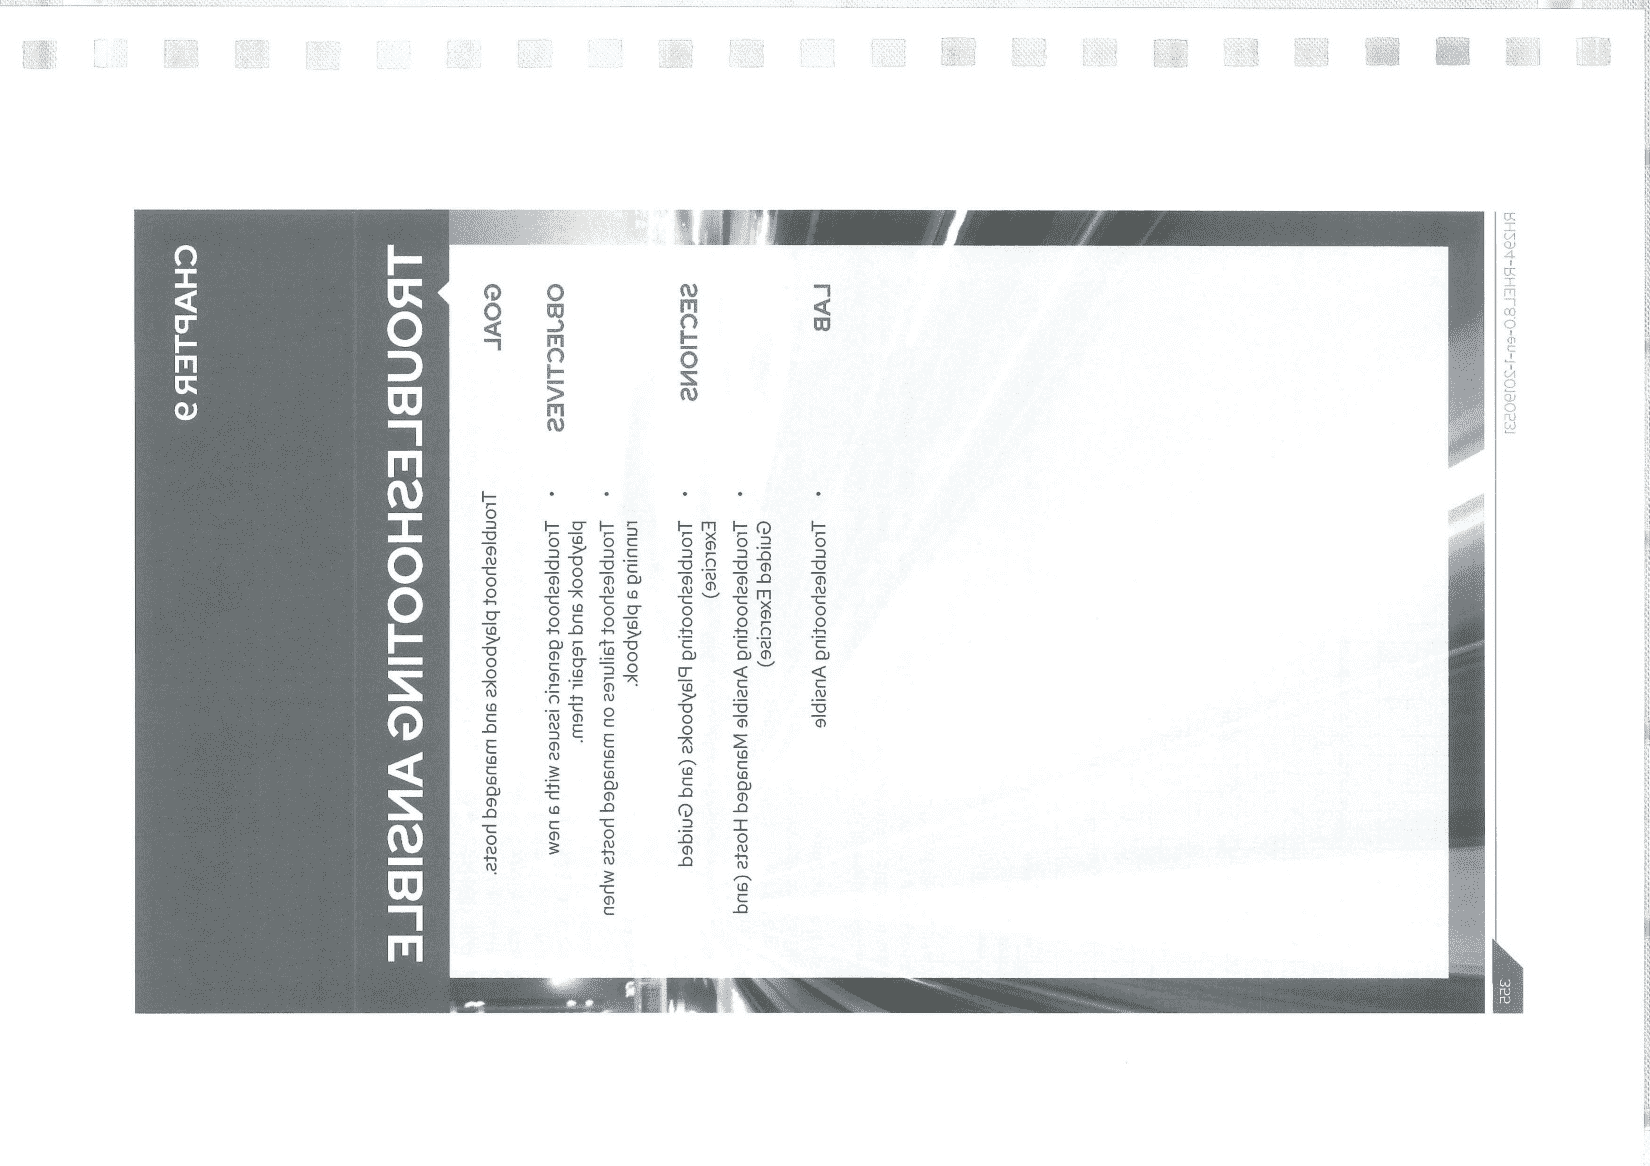 CHAPTER 9
TROUBLESHOOTING ANSIBLE
GOAL
Troubleshoot playbooks and managed hosts.
OBJECTIVES
• Troubleshoot generic issues with a new
playbook and repair them.
• Troubleshoot failures on managed hosts when
running a playbook.
SECTIONS
• Troubleshooting Playbooks (and Guided
Exercise)
• Troubleshooting Ansible Managed Hosts (and
Guided Exercise)
LAB
• Troubleshooting Ansible
RH294-RHEL8.0-en-1-20190531
355